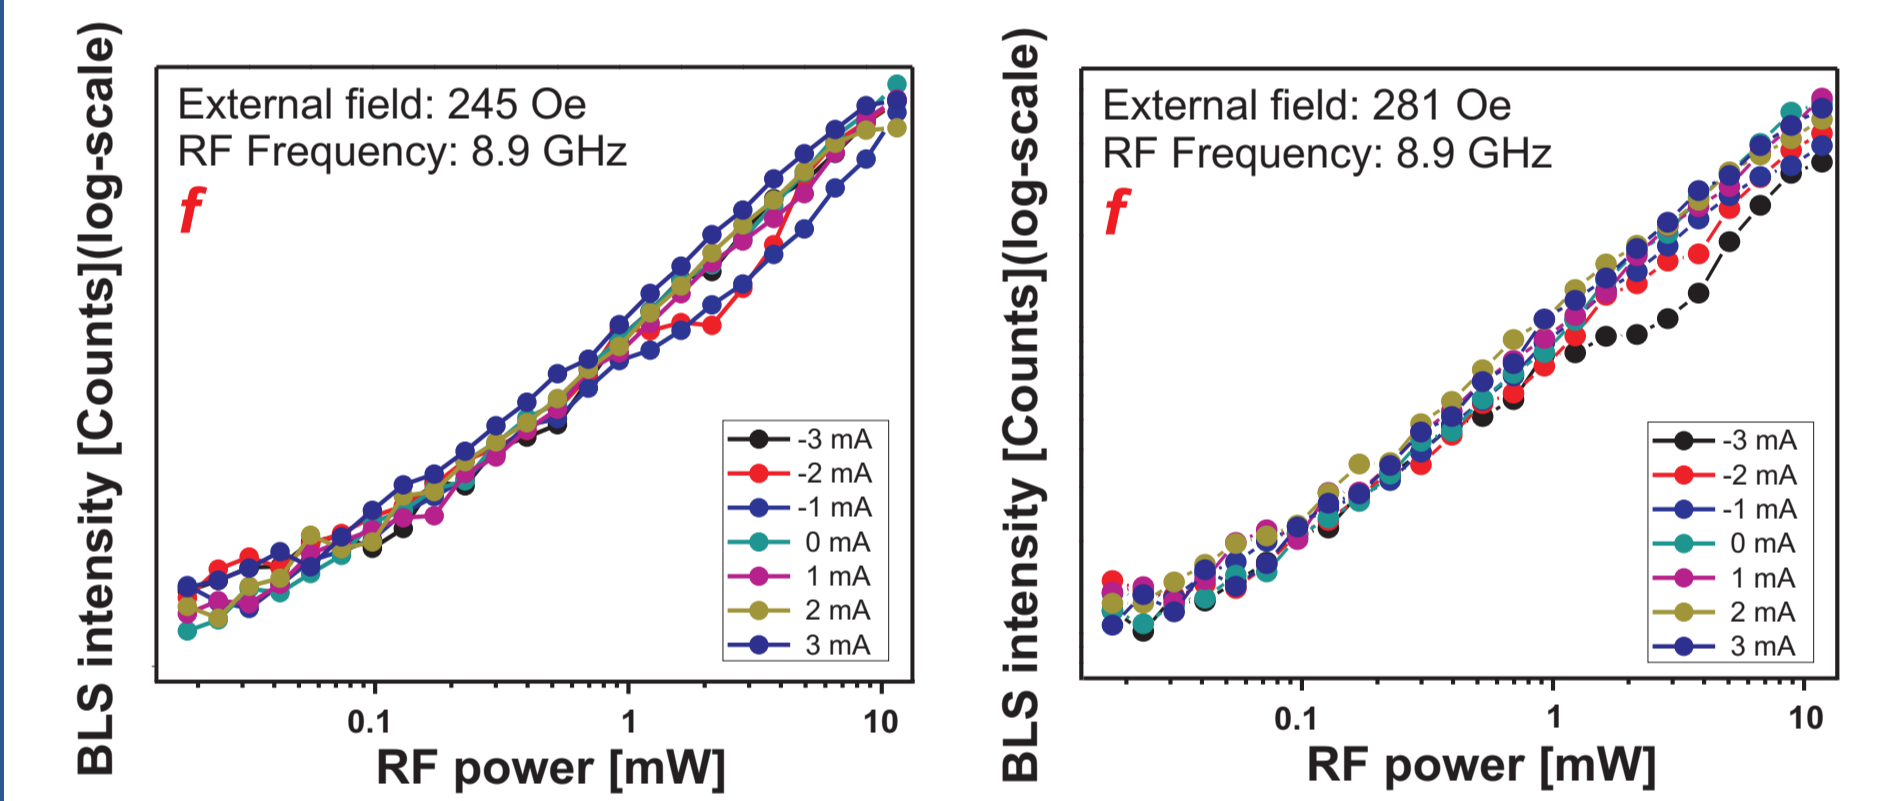 BLS intensity [Counts](log-scale)
External field: 245 Oe
RF Frequency: 8.9 GHz
f
-3 mA
-2 mA
-1 mA
0 mA
1 mA
2 mA
3 mA
0.1
1
10
RF power [mW]
BLS intensity [Counts](log-scale)
External field: 281 Oe
RF Frequency: 8.9 GHz
f
-3 mA
-2 mA
-1 mA
0 mA
1 mA
2 mA
3 mA
0.1
1
10
RF power [mW]